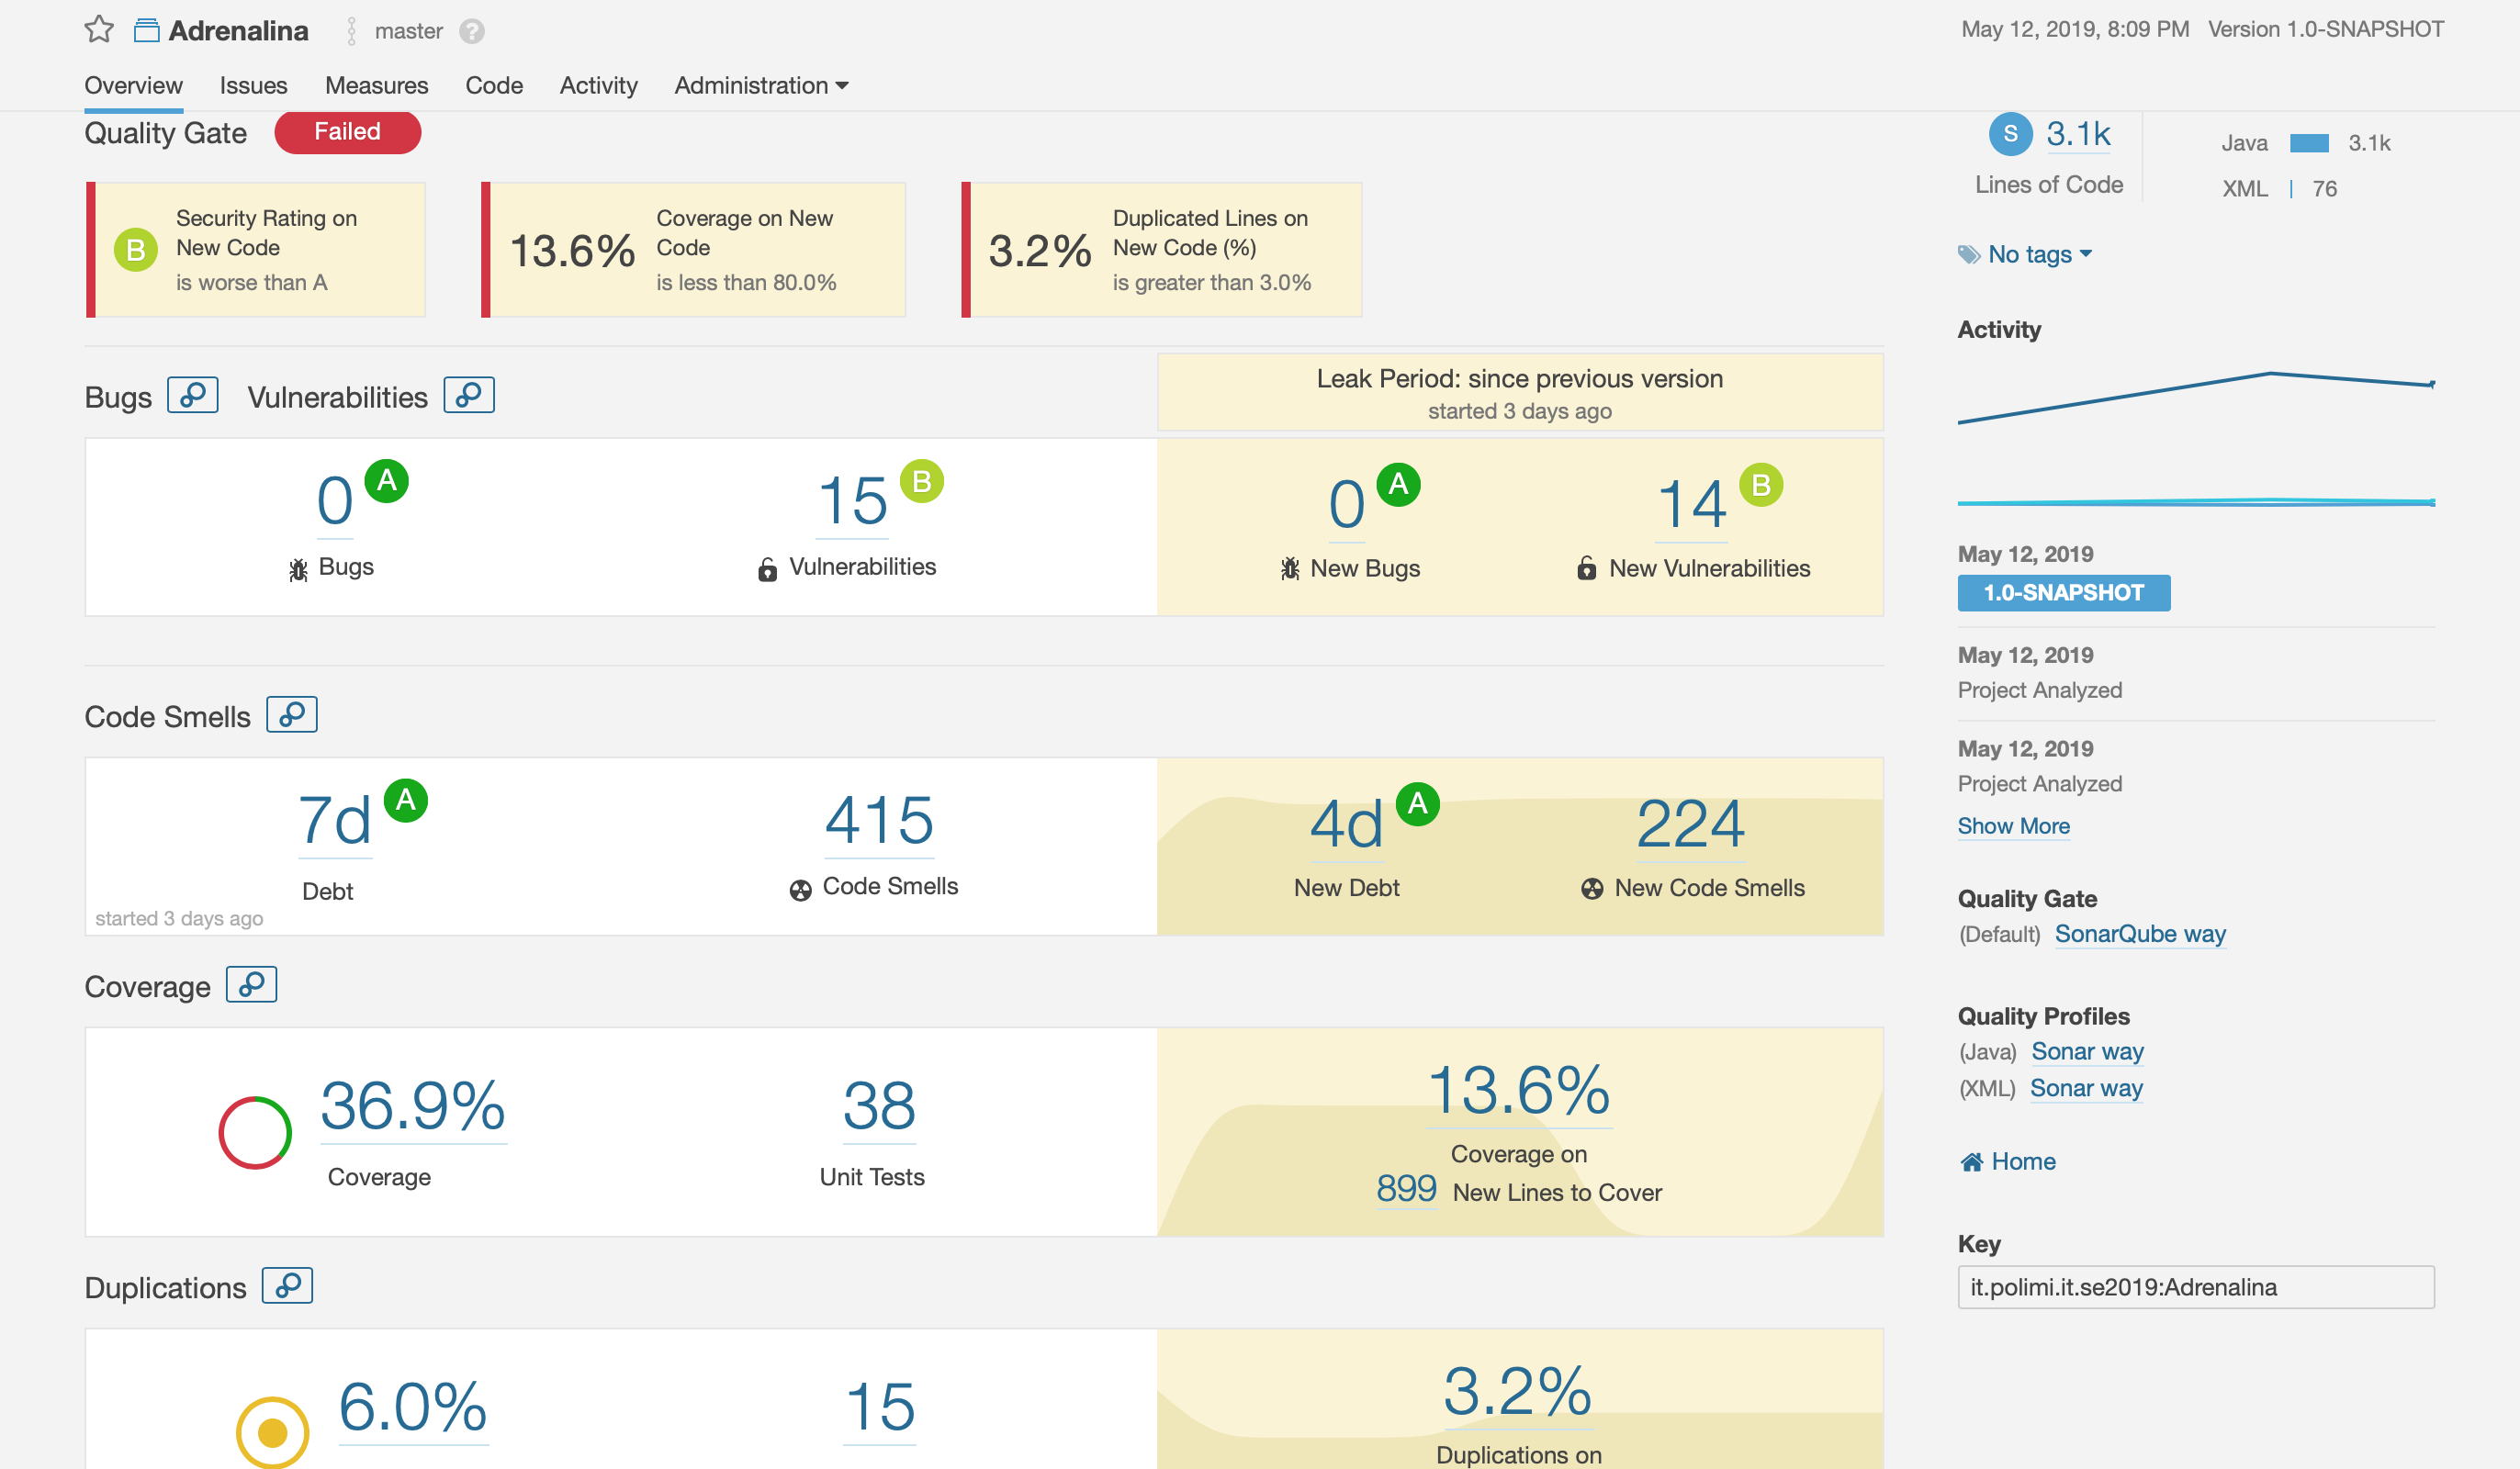 Adrenalina master ?
May 12, 2019, 8:09 PM Version 1.0-SNAPSHOT
Overview Issues Measures Code Activity Administration
Quality Gate Failed
B Security Rating on
New Code
is worse than A
13.6% Coverage on New
Code
is less than 80.0%
3.2% Duplicated Lines on
New Code (%)
is greater than 3.0%
Bugs Vulnerabilities
Leak Period: since previous version
started 3 days ago
0 A
Bugs
15 B
Vulnerabilities
0 A
New Bugs
14 B
New Vulnerabilities
Code Smells
7d A
Debt
started 3 days ago
415
Code Smells
4d A
New Debt
224
New Code Smells
Coverage
36.9%
Coverage
38
Unit Tests
13.6%
Coverage on
899 New Lines to Cover
Duplications
6.0%
15
3.2%
Duplications on
S 3.1k
Lines of Code
Java 3.1k
XML 76
No tags
Activity
May 12, 2019
1.0-SNAPSHOT
May 12, 2019
Project Analyzed
May 12, 2019
Project Analyzed
Show More
Quality Gate
(Default) SonarQube way
Quality Profiles
(Java) Sonar way
(XML) Sonar way
Home
Key
it.polimi.it.se2019:Adrenalina